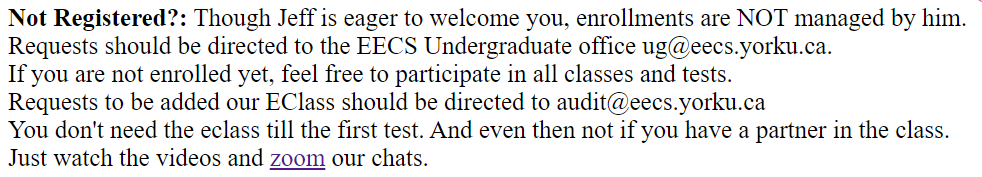 Not Registered?: Though Jeff is eager to welcome you, enrollments are NOT managed by him.
Requests should be directed to the EECS Undergraduate office ug@eecs.yorku.ca.
If you are not enrolled yet, feel free to participate in all classes and tests.
Requests to be added our EClass should be directed to audit@eecs.yorku.ca
You don't need the eclass till the first test. And even then not if you have a partner in the class.
Just watch the videos and zoom our chats.